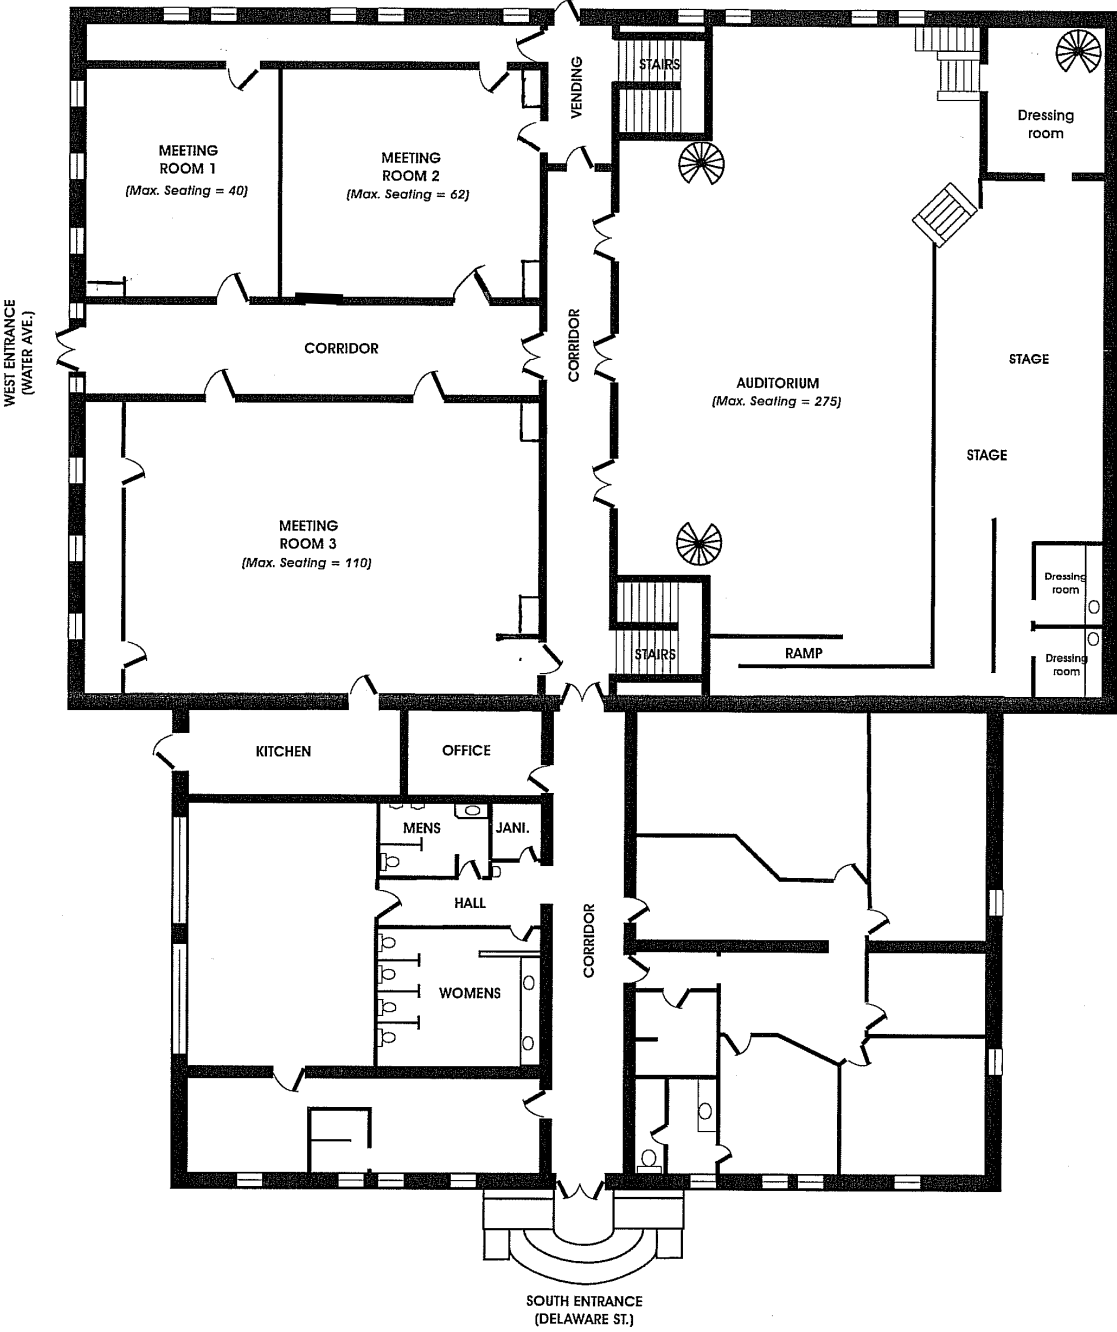 STAIRS
VENDING
Dressing
room
MEETING
ROOM 1
(Max. Seating = 40)
MEETING
ROOM 2
(Max. Seating = 62)
WEST ENTRANCE
(WATER AVE.)
CORRIDOR
CORRIDOR
AUDITORIUM
(Max. Seating = 275)
STAGE
STAGE
MEETING
ROOM 3
(Max. Seating = 110)
Dressing
room
STAIRS
RAMP
Dressing
room
KITCHEN
OFFICE
MENS
JANI.
HALL
CORRIDOR
WOMENS
SOUTH ENTRANCE
(DELAWARE ST.)